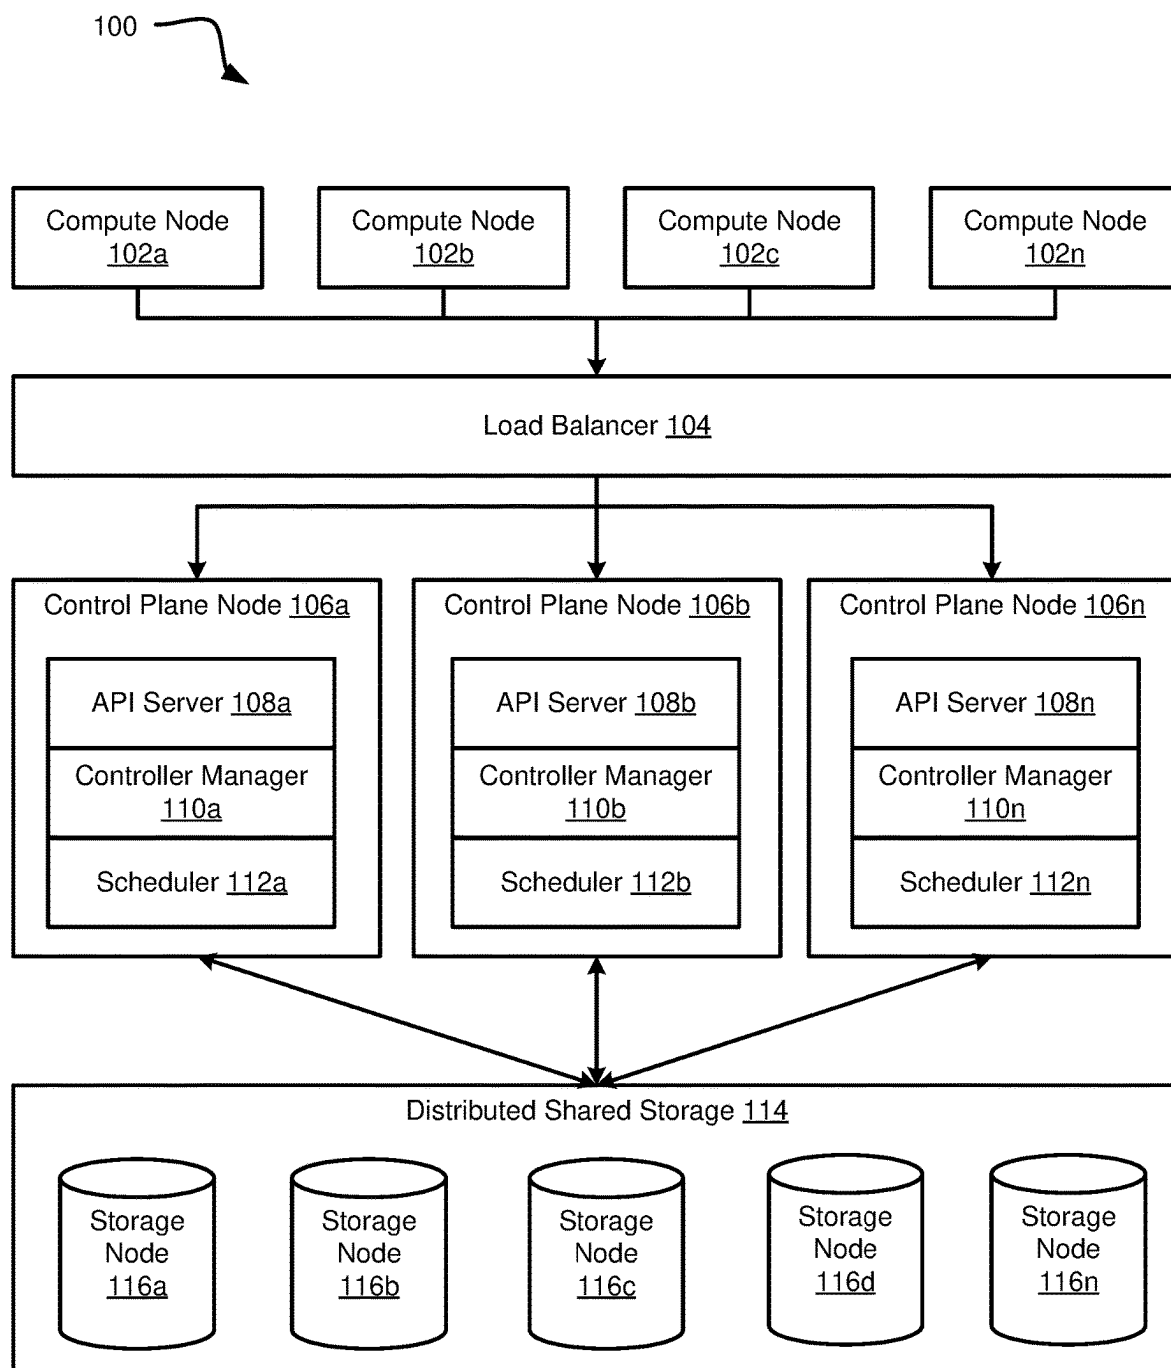 100
Compute Node
102a
Compute Node
102b
Compute Node
102c
Compute Node
102n
Load Balancer 104
Control Plane Node 106a
API Server 108a
Controller Manager
110a
Scheduler 112a
Control Plane Node 106b
API Server 108b
Controller Manager
110b
Scheduler 112b
Control Plane Node 106n
API Server 108n
Controller Manager
110n
Scheduler 112n
Distributed Shared Storage 114
Storage
Node
116a
Storage
Node
116b
Storage
Node
116c
Storage
Node
116d
Storage
Node
116n